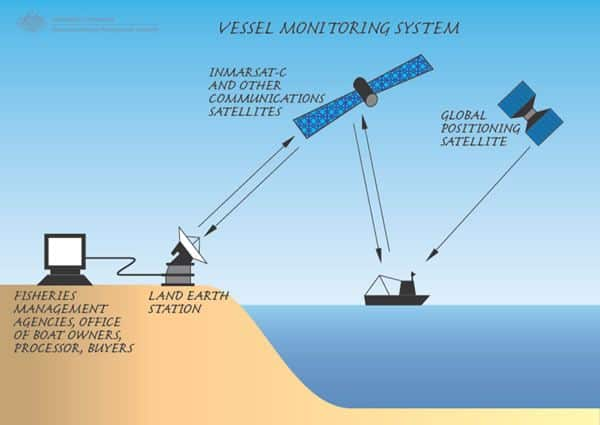 VESSEL MONITORING SYSTEM
INMARSAT-C
AND OTHER
COMMUNICATIONS
SATELLITES
GLOBAL
POSITIONING
SATELLITE
FISHERIES
MANAGEMENT
AGENCIES, OFFICE
OF BOAT OWNERS,
PROCESSOR, BUYERS
LAND EARTH
STATION